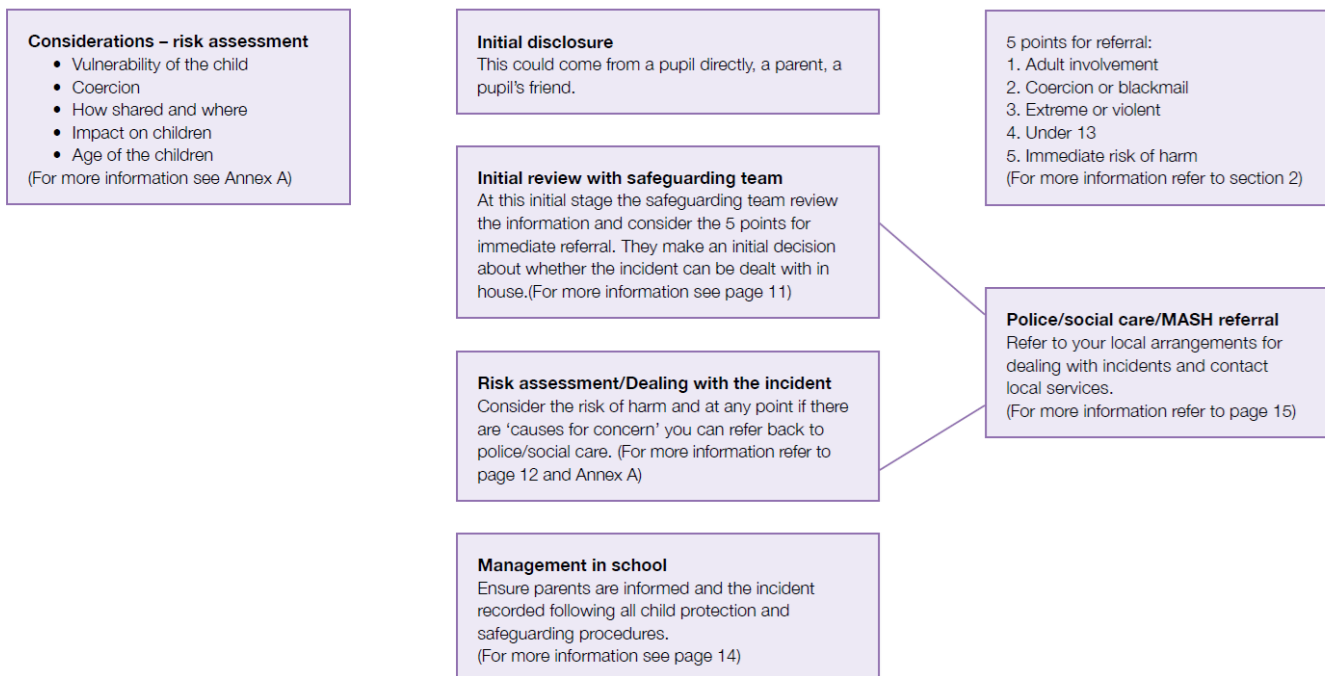 Considerations – risk assessment
• Vulnerability of the child
• Coercion
• How shared and where
• Impact on children
• Age of the children
(For more information see Annex A)
Initial disclosure
This could come from a pupil directly, a parent, a
pupil's friend.
Initial review with safeguarding team
At this initial stage the safeguarding team review
the information and consider the 5 points for
immediate referral. They make an initial decision
about whether the incident can be dealt with in
house.(For more information see page 11)
Risk assessment/Dealing with the incident
Consider the risk of harm and at any point if there
are ‘causes for concern’ you can refer back to
police/social care. (For more information refer to
page 12 and Annex A)
Management in school
Ensure parents are informed and the incident
recorded following all child protection and
safeguarding procedures.
(For more information see page 14)
5 points for referral:
1. Adult involvement
2. Coercion or blackmail
3. Extreme or violent
4. Under 13
5. Immediate risk of harm
(For more information refer to section 2)
Police/social care/MASH referral
Refer to your local arrangements for
dealing with incidents and contact
local services.
(For more information refer to page 15)